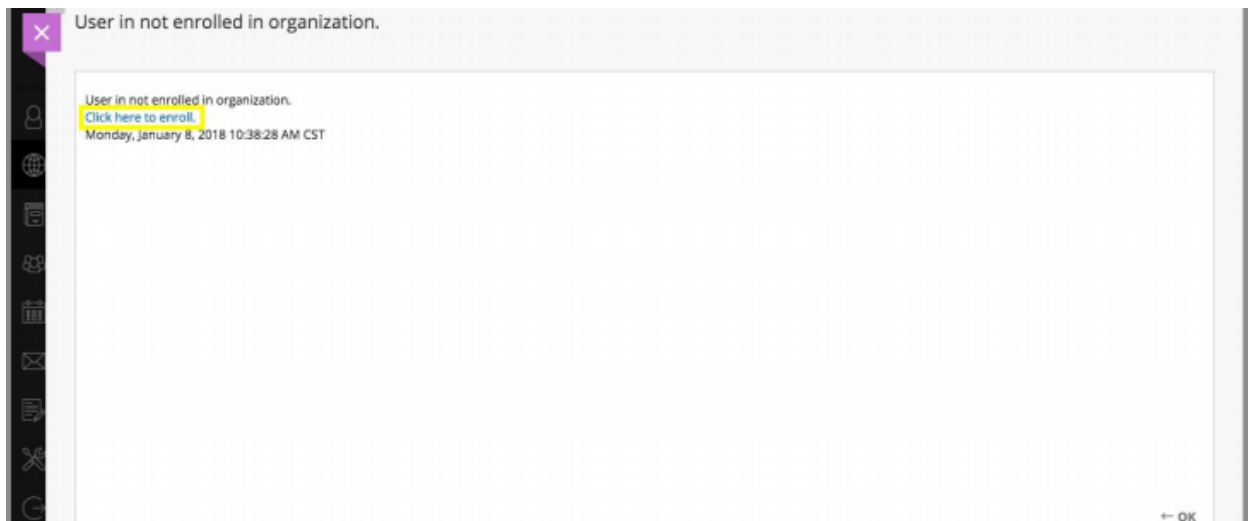 User in not enrolled in organization.
User in not enrolled in organization.
Click here to enroll.
Monday, January 8, 2018 10:38:28 AM CST
← OK